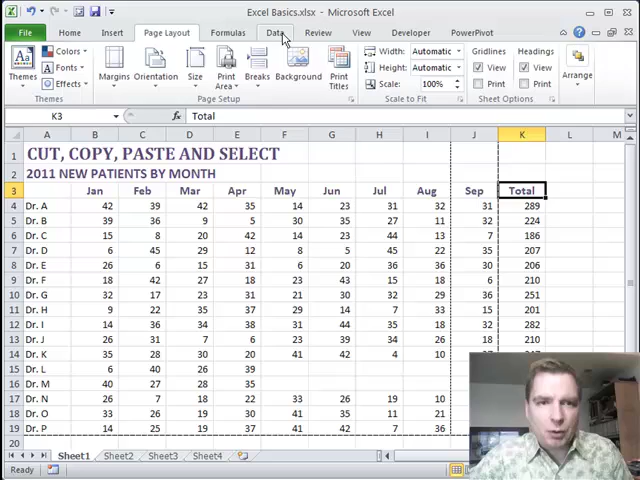 Excel Basics.xlsx - Microsoft Excel
File Home Insert Page Layout Formulas Data Review View Developer PowerPivot
Themes Colors Fonts Effects Margins Orientation Size Print Area Breaks Background Print Titles Width: Automatic Height: Automatic Scale: 100% Gridlines View Print Headings View Print Arrange
Themes Page Setup Scale to Fit Sheet Options
K3 fx Total
A B C D E F G H I J K L M
1 CUT, COPY, PASTE AND SELECT
2 2011 NEW PATIENTS BY MONTH
3 Jan Feb Mar Apr May Jun Jul Aug Sep Total
4 Dr. A 42 39 42 35 14 23 31 32 31 289
5 Dr. B 36 39 9 5 30 35 27 11 32 224
6 Dr. C 15 8 20 42 14 23 44 13 7 186
7 Dr. D 6 45 29 12 8 5 45 22 35 207
8 Dr. E 26 6 15 31 6 20 36 36 30 206
9 Dr. F 18 42 27 18 23 43 15 18 6 210
10 Dr. G 32 17 23 31 21 30 32 29 36 251
11 Dr. H 9 22 35 37 29 14 7 33 15 201
12 Dr. I 14 36 34 38 31 44 35 18 32 282
13 Dr. J 26 31 7 6 23 39 34 26 18 210
14 Dr. K 35 28 30 20 41 42 4 10
15 Dr. L 6 40 26 39
16 Dr. M 40 27 28 35
17 Dr. N 26 7 18 22 33 26 19 10
18 Dr. O 33 26 19 30 41 35 11 21
19 Dr. P 14 25 19 37 41 42 7 36
20
Sheet1 Sheet2 Sheet3 Sheet4
Ready